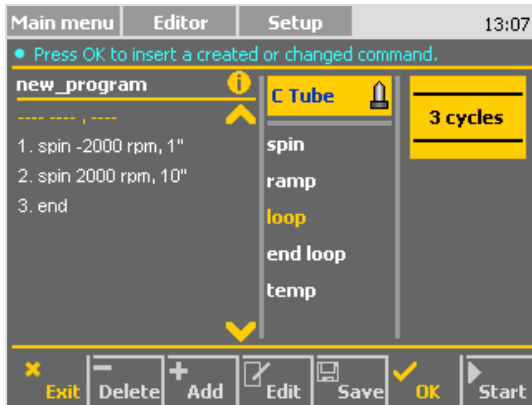 Main menu Editor Setup 13:07
Press OK to insert a created or changed command.
new_program
---- ---- , ----
1. spin -2000 rpm, 1"
2. spin 2000 rpm, 10"
3. end
C Tube
spin
ramp
loop
end loop
temp
3 cycles
Exit Delete Add Edit Save OK Start